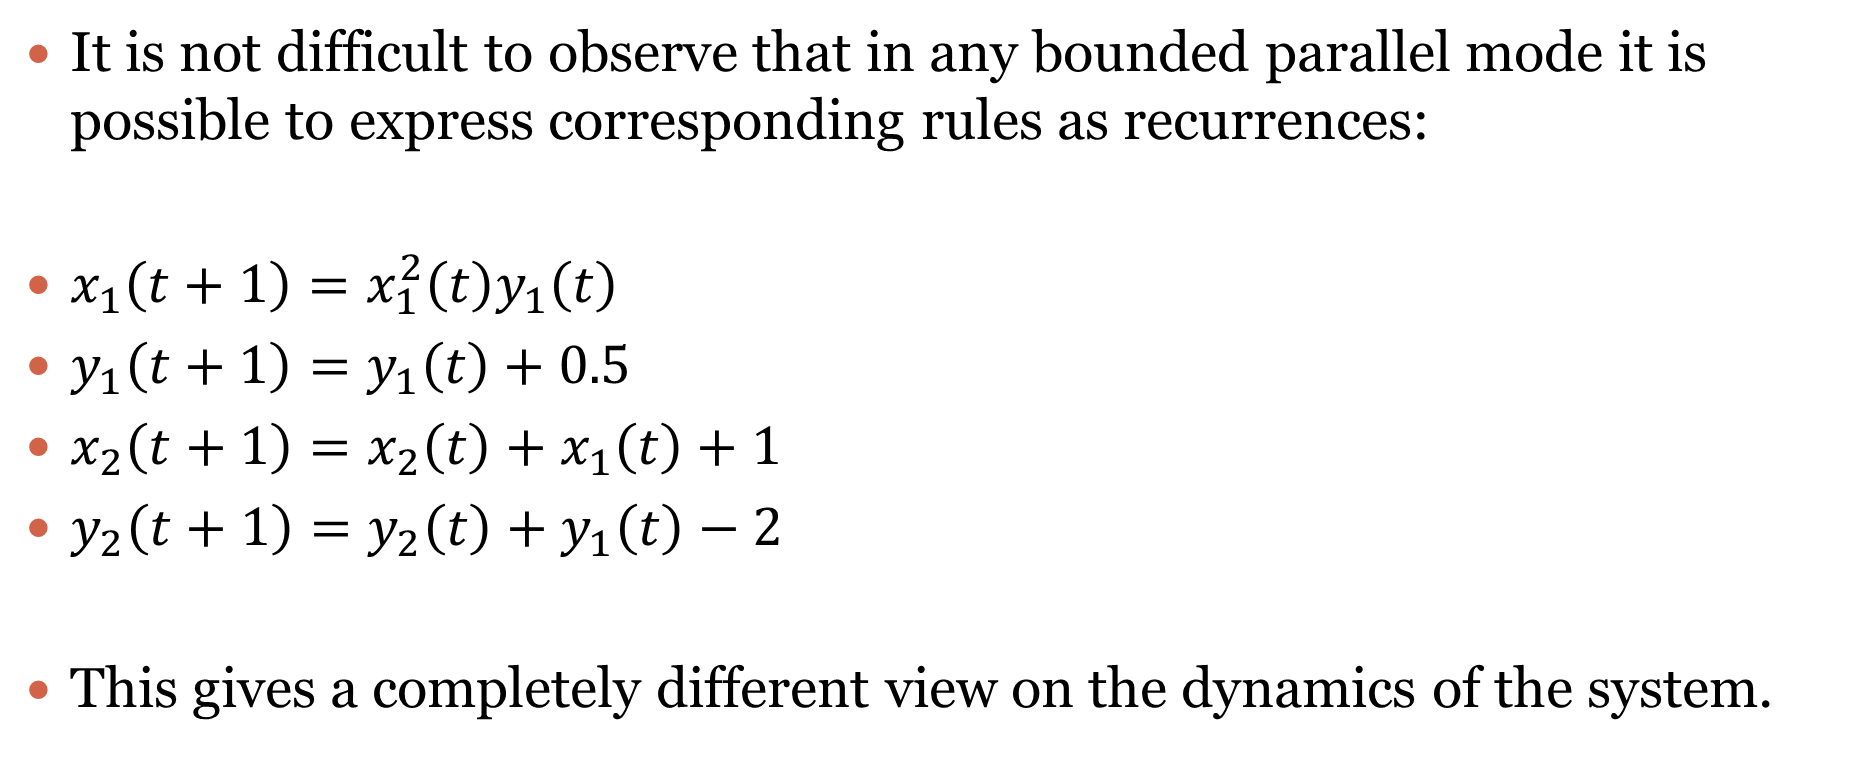 • It is not difficult to observe that in any bounded parallel mode it is
possible to express corresponding rules as recurrences:
• x₁(t + 1) = x₁²(t)y₁(t)
• y₁(t + 1) = y₁(t) + 0.5
• x₂(t + 1) = x₂(t) + x₁(t) + 1
• y₂(t + 1) = y₂(t) + y₁(t) − 2
• This gives a completely different view on the dynamics of the system.